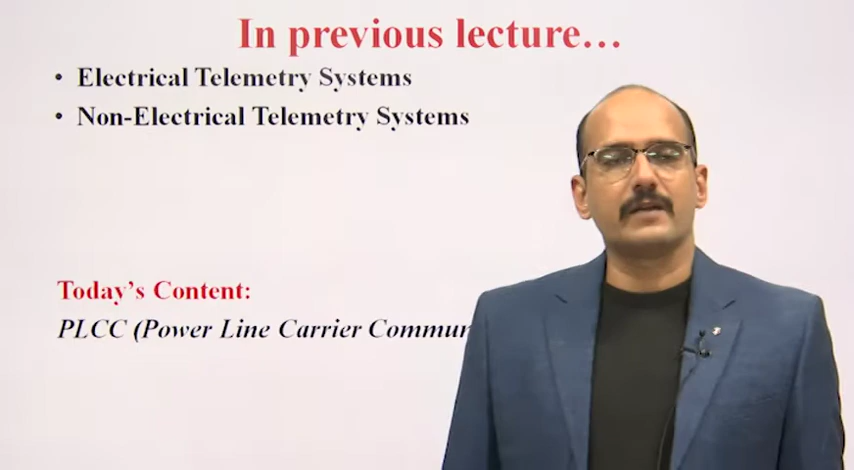 In previous lecture…
• Electrical Telemetry Systems
• Non-Electrical Telemetry Systems
Today's Content:
PLCC (Power Line Carrier